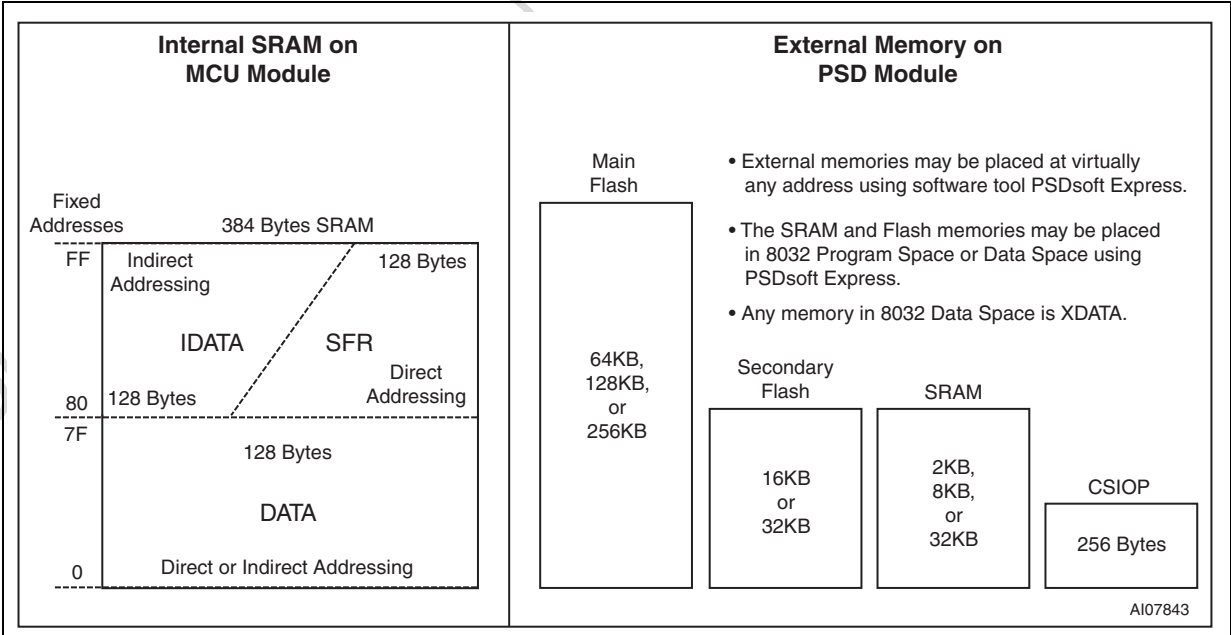 Internal SRAM on
MCU Module
Fixed
Addresses
384 Bytes SRAM
FF
Indirect
Addressing
128 Bytes
IDATA
SFR
Direct
Addressing
128 Bytes
80
7F
128 Bytes
DATA
Direct or Indirect Addressing
0
External Memory on
PSD Module
Main
Flash
64KB,
128KB,
or
256KB
• External memories may be placed at virtually
any address using software tool PSDsoft Express.
• The SRAM and Flash memories may be placed
in 8032 Program Space or Data Space using
PSDsoft Express.
• Any memory in 8032 Data Space is XDATA.
Secondary
Flash
16KB
or
32KB
SRAM
2KB,
8KB,
or
32KB
CSIOP
256 Bytes
AI07843